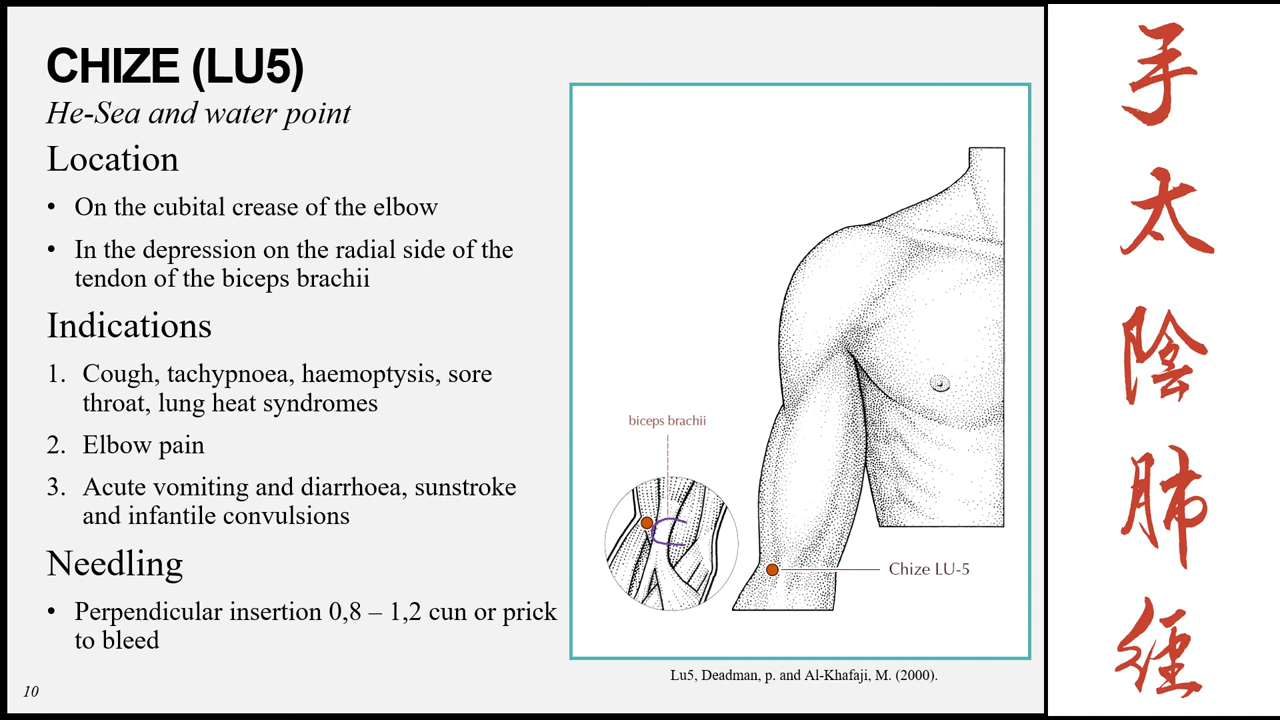 CHIZE (LU5)
He-Sea and water point
Location
• On the cubital crease of the elbow
• In the depression on the radial side of the
tendon of the biceps brachii
Indications
1. Cough, tachypnoea, haemoptysis, sore
throat, lung heat syndromes
2. Elbow pain
3. Acute vomiting and diarrhoea, sunstroke
and infantile convulsions
Needling
• Perpendicular insertion 0,8 – 1,2 cun or prick
to bleed
10
biceps brachii
Chize LU-5
Lu5, Deadman, p. and Al-Khafaji, M. (2000).
手
太
陰
肺
經